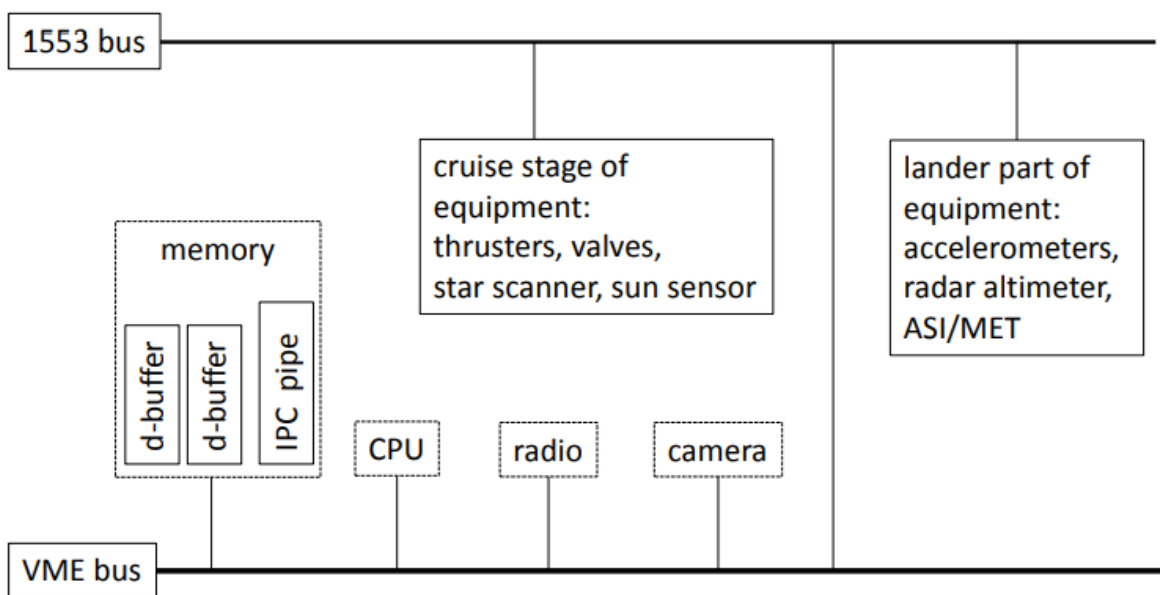 1553 bus
cruise stage of
equipment:
thrusters, valves,
star scanner, sun sensor
lander part of
equipment:
accelerometers,
radar altimeter,
ASI/MET
memory
d-buffer
d-buffer
IPC pipe
CPU
radio
camera
VME bus